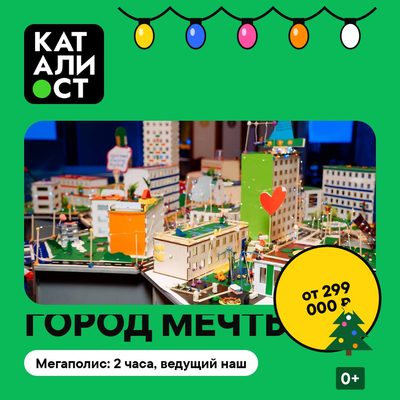 КАТ
АЛИ
ОСТ
от 299
000 ₽
ГОРОД МЕЧТЫ
Мегаполис: 2 часа, ведущий наш
0+